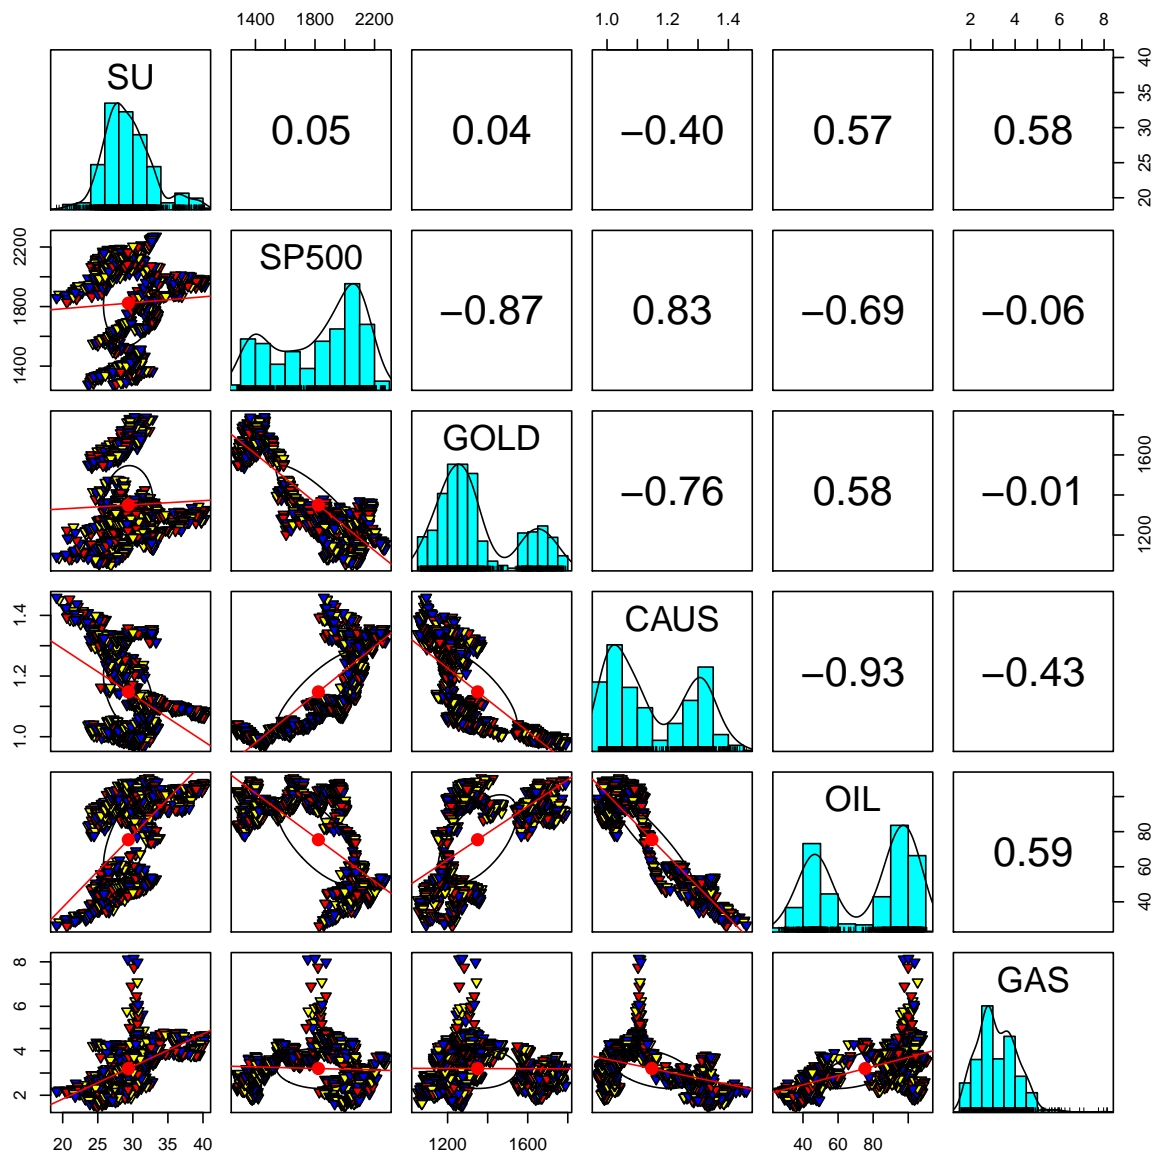 1400 1800 2200 1.0 1.2 1.4 2 4 6 8
SU 0.05 0.04 −0.40 0.57 0.58
20 25 30 35 40
1400 1800 2200
SP500 −0.87 0.83 −0.69 −0.06
GOLD −0.76 0.58 −0.01
1200 1600
1.0 1.2 1.4
CAUS −0.93 −0.43
OIL 0.59
40 60 80
2 4 6 8
GAS
20 25 30 35 40 1200 1600 40 60 80